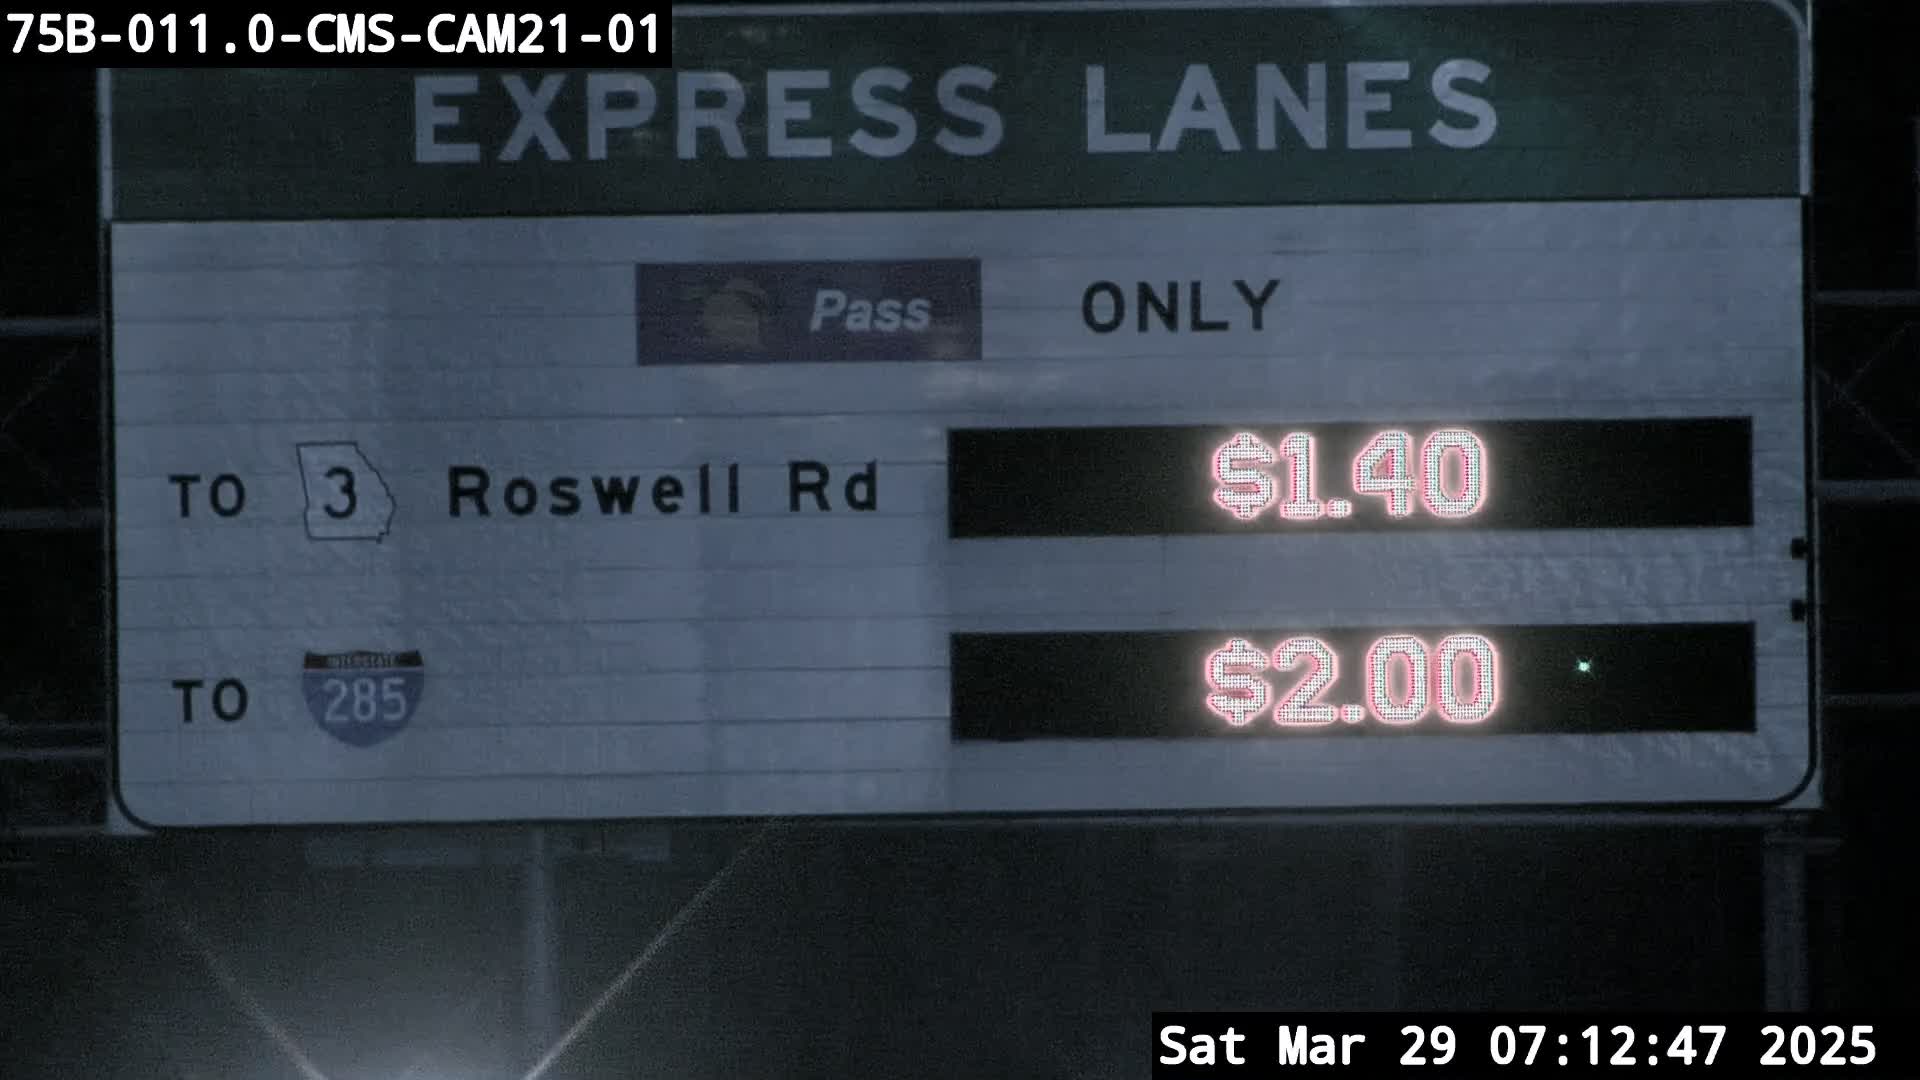 75B-011.0-CMS-CAM21-01
EXPRESS LANES
Pass ONLY
TO 3 Roswell Rd $1.40
INTERSTATE
TO 285 $2.00
Sat Mar 29 07:12:47 2025